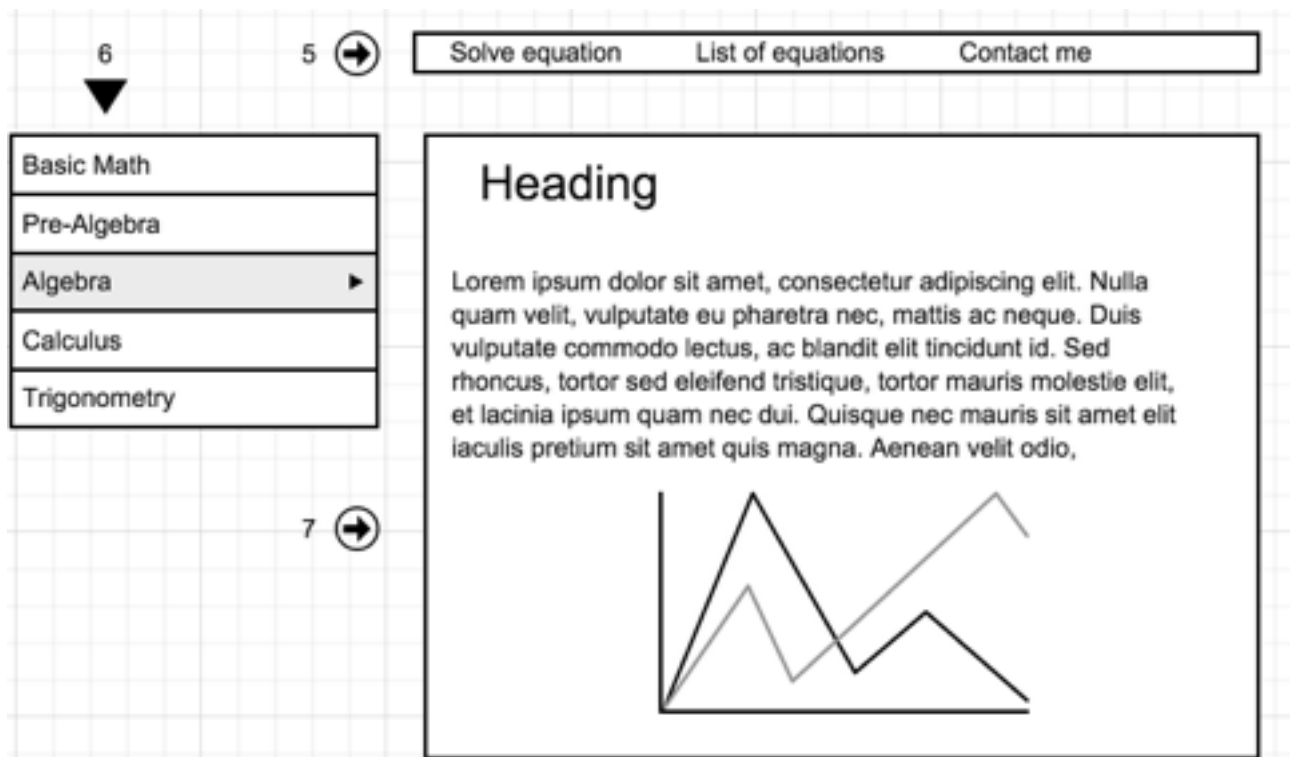 6
5
Solve equation List of equations Contact me
Basic Math
Pre-Algebra
Algebra
Calculus
Trigonometry
Heading
Lorem ipsum dolor sit amet, consectetur adipiscing elit. Nulla
quam velit, vulputate eu pharetra nec, mattis ac neque. Duis
vulputate commodo lectus, ac blandit elit tincidunt id. Sed
rhoncus, tortor sed eleifend tristique, tortor mauris molestie elit,
et lacinia ipsum quam nec dui. Quisque nec mauris sit amet elit
iaculis pretium sit amet quis magna. Aenean velit odio,
7